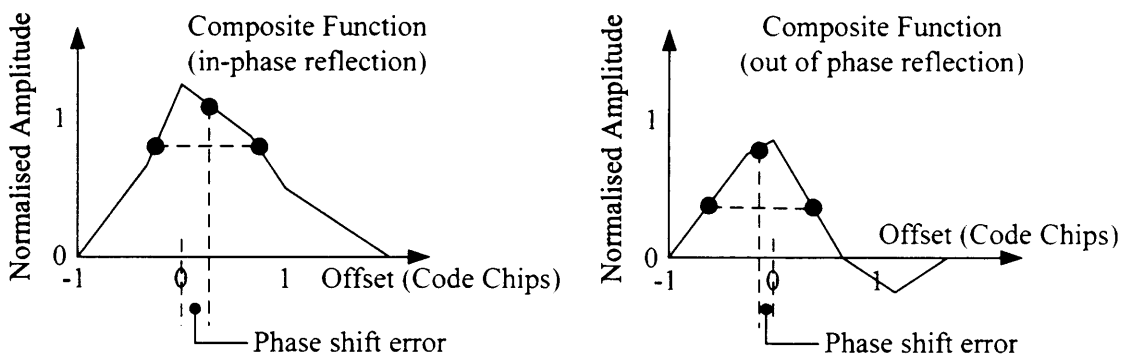 Composite Function
(in-phase reflection)
Normalised Amplitude
1
0
-1
0
1
Offset (Code Chips)
Phase shift error
Composite Function
(out of phase reflection)
Normalised Amplitude
1
0
-1
0
1
Offset (Code Chips)
Phase shift error